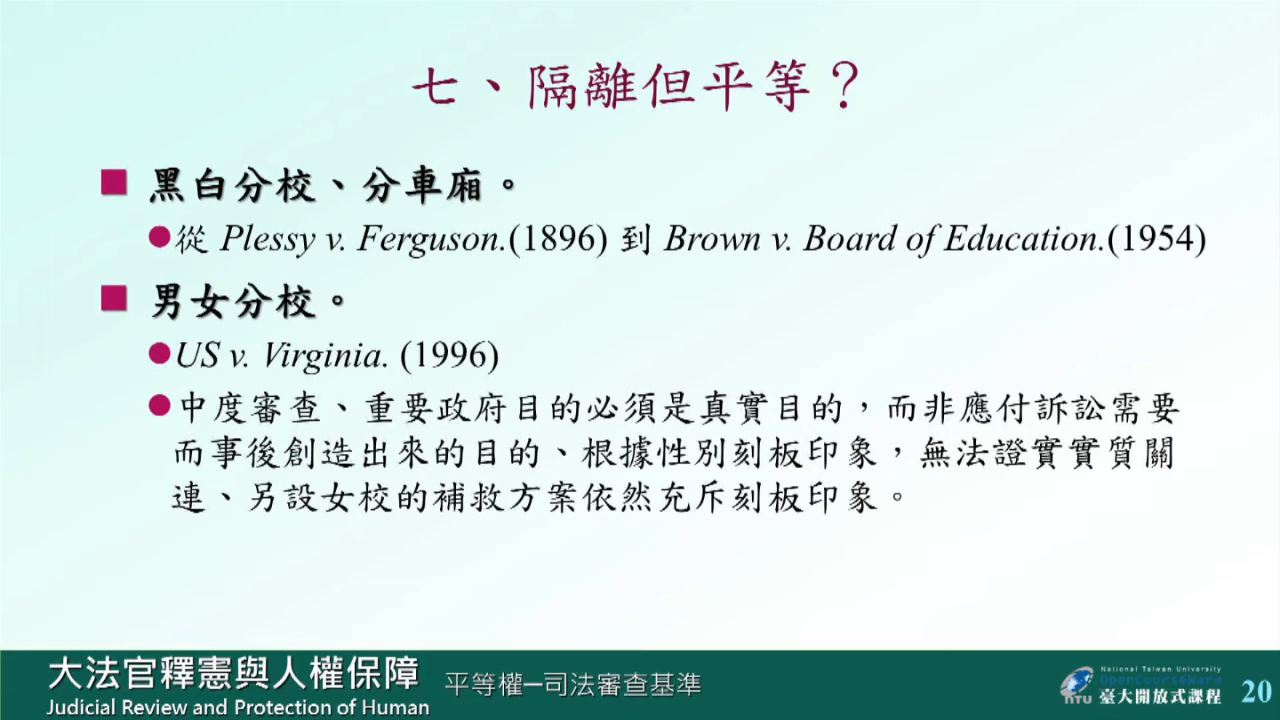 七、隔離但平等？
■ 黑白分校、分車廂。
●從 Plessy v. Ferguson.(1896) 到 Brown v. Board of Education.(1954)
■ 男女分校。
●US v. Virginia. (1996)
●中度審查、重要政府目的必須是真實目的，而非應付訴訟需要
而事後創造出來的目的、根據性別刻板印象，無法證實實質關
連、另設女校的補救方案依然充斥刻板印象。
大法官釋憲與人權保障
Judicial Review and Protection of Human
平等權─司法審查基準
National Taiwan University
OpenCourseWare
NTU 臺大開放式課程
20